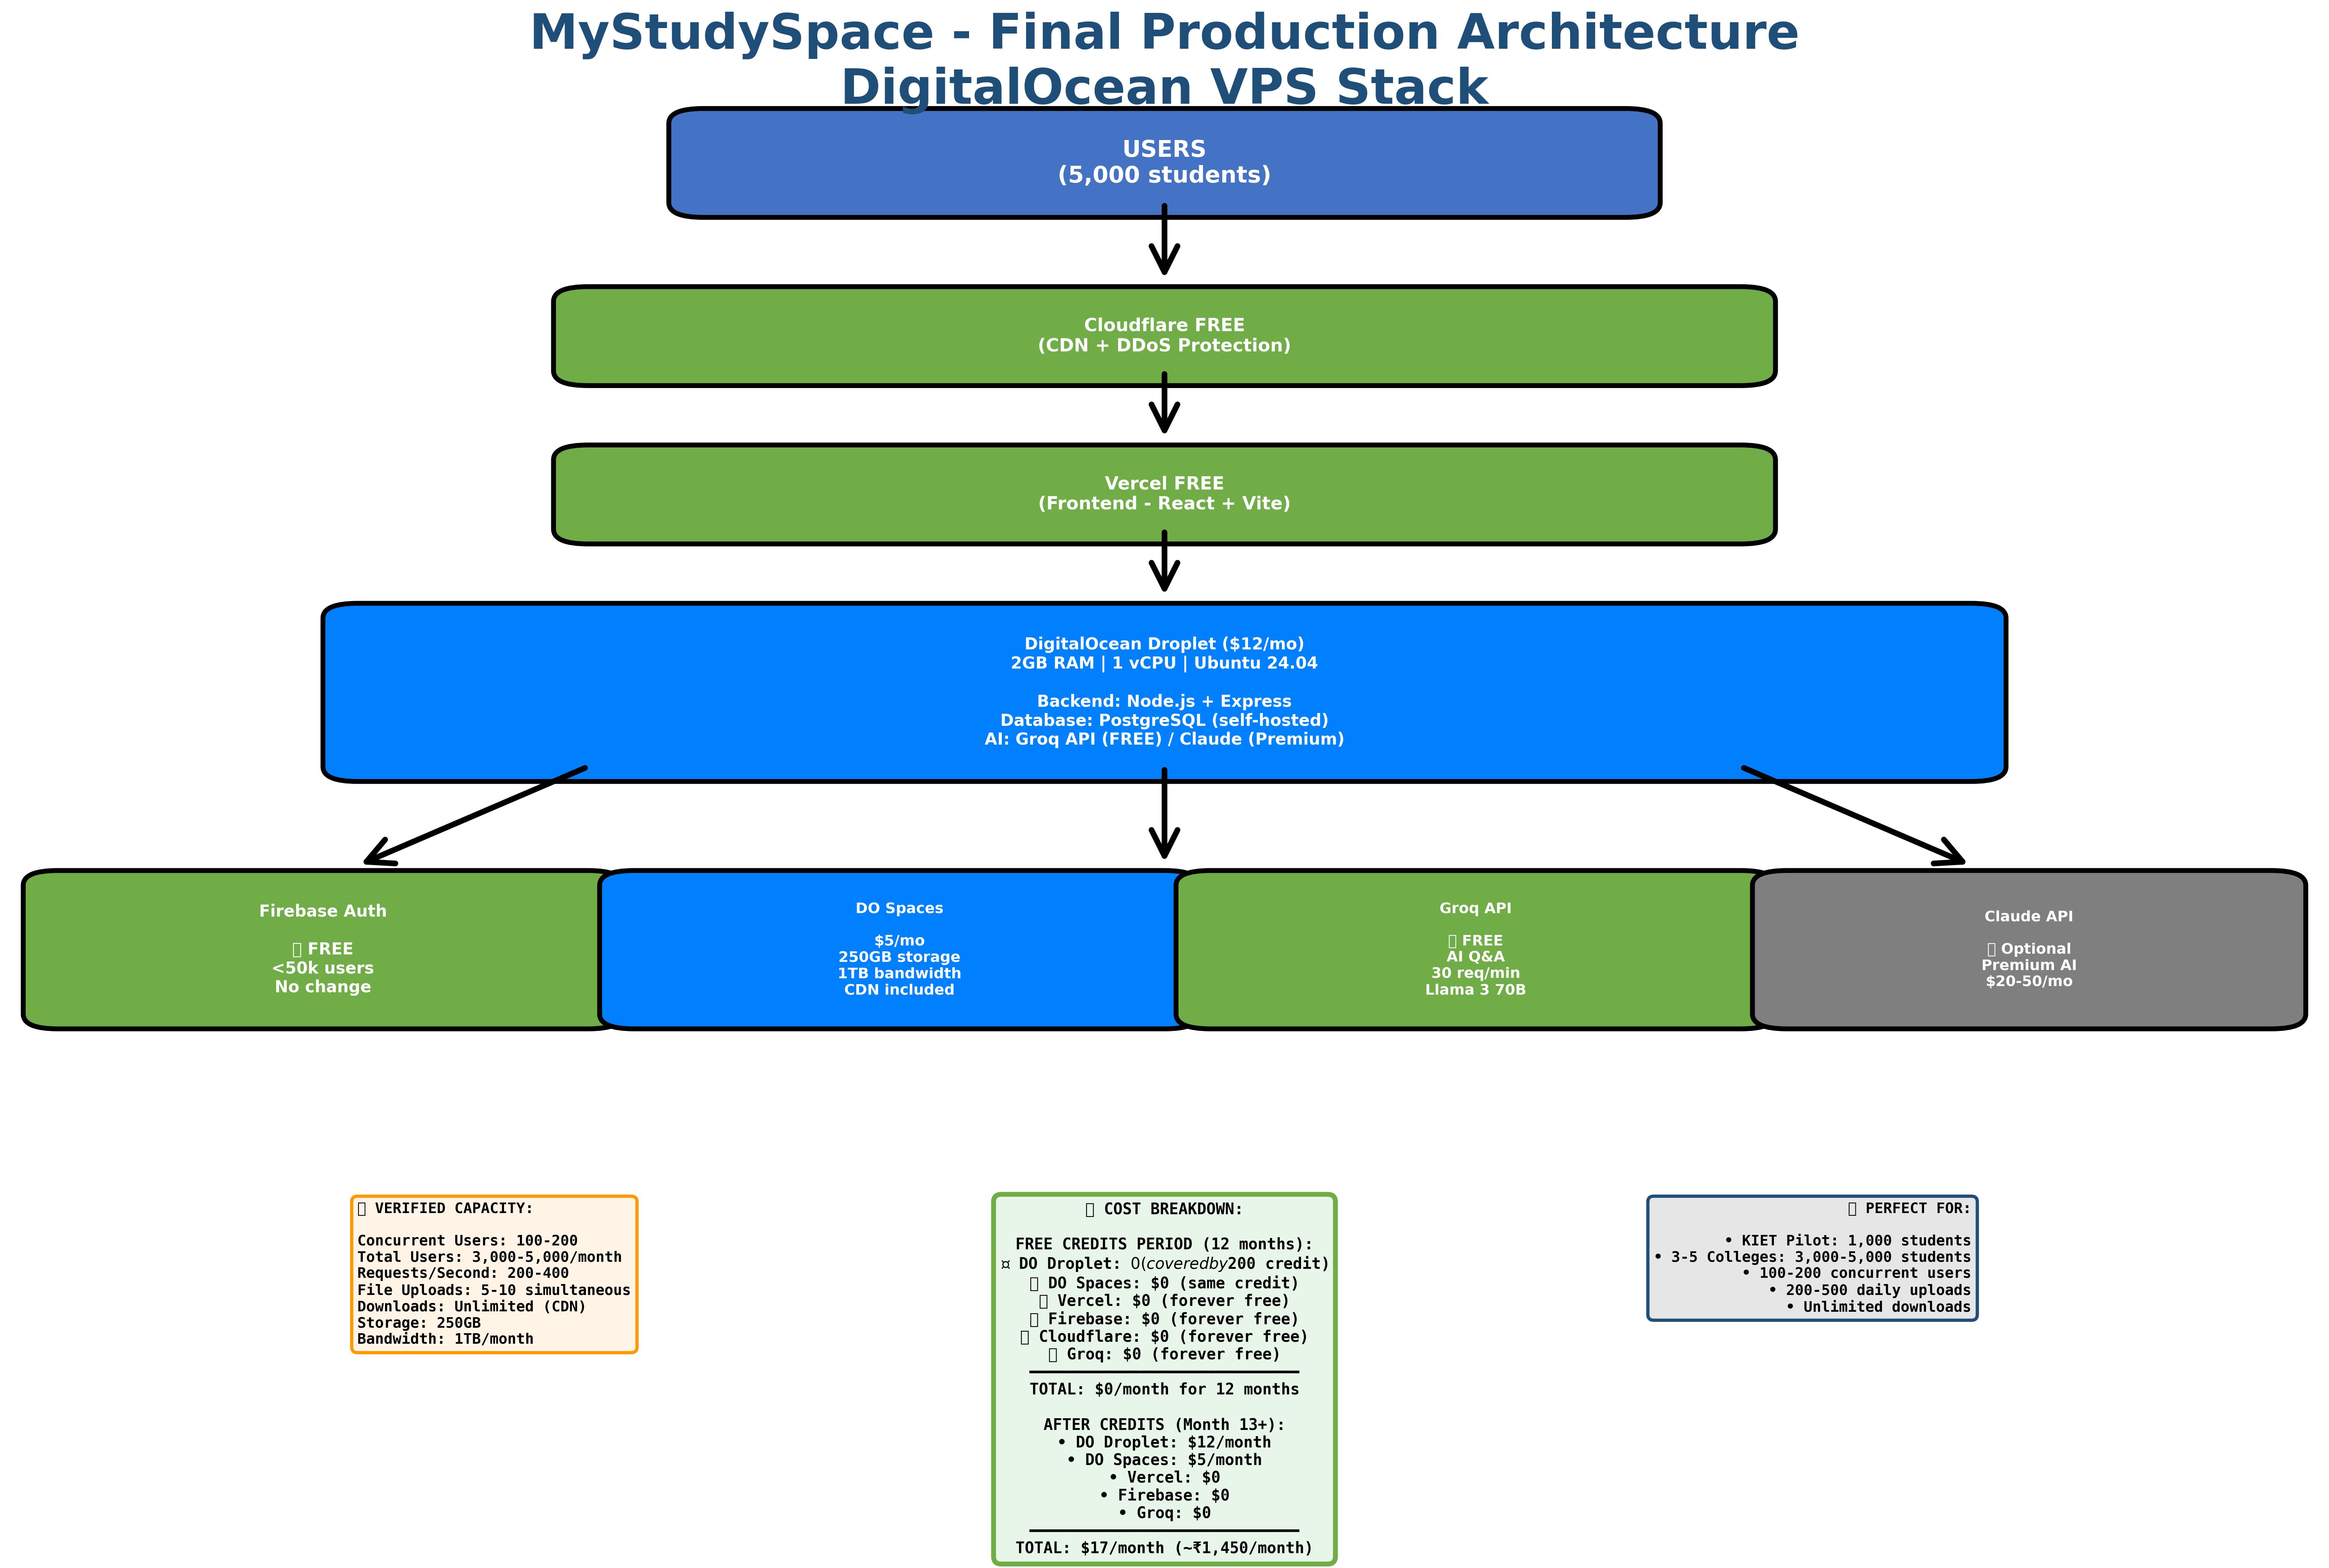 MyStudySpace - Final Production Architecture
DigitalOcean VPS Stack
USERS
(5,000 students)
Cloudflare FREE
(CDN + DDoS Protection)
Vercel FREE
(Frontend - React + Vite)
DigitalOcean Droplet ($12/mo)
2GB RAM | 1 vCPU | Ubuntu 24.04
Backend: Node.js + Express
Database: PostgreSQL (self-hosted)
AI: Groq API (FREE) / Claude (Premium)
Firebase Auth
FREE
<50k users
No change
DO Spaces
$5/mo
250GB storage
1TB bandwidth
CDN included
Groq API
FREE
AI Q&A
30 req/min
Llama 3 70B
Claude API
Optional
Premium AI
$20-50/mo
VERIFIED CAPACITY:
Concurrent Users: 100-200
Total Users: 3,000-5,000/month
Requests/Second: 200-400
File Uploads: 5-10 simultaneous
Downloads: Unlimited (CDN)
Storage: 250GB
Bandwidth: 1TB/month
COST BREAKDOWN:
FREE CREDITS PERIOD (12 months):
¤ DO Droplet: 0(coveredby200 credit)
DO Spaces: $0 (same credit)
Vercel: $0 (forever free)
Firebase: $0 (forever free)
Cloudflare: $0 (forever free)
Groq: $0 (forever free)
TOTAL: $0/month for 12 months
AFTER CREDITS (Month 13+):
• DO Droplet: $12/month
• DO Spaces: $5/month
• Vercel: $0
• Firebase: $0
• Groq: $0
TOTAL: $17/month (~₹1,450/month)
PERFECT FOR:
• KIET Pilot: 1,000 students
• 3-5 Colleges: 3,000-5,000 students
• 100-200 concurrent users
• 200-500 daily uploads
• Unlimited downloads